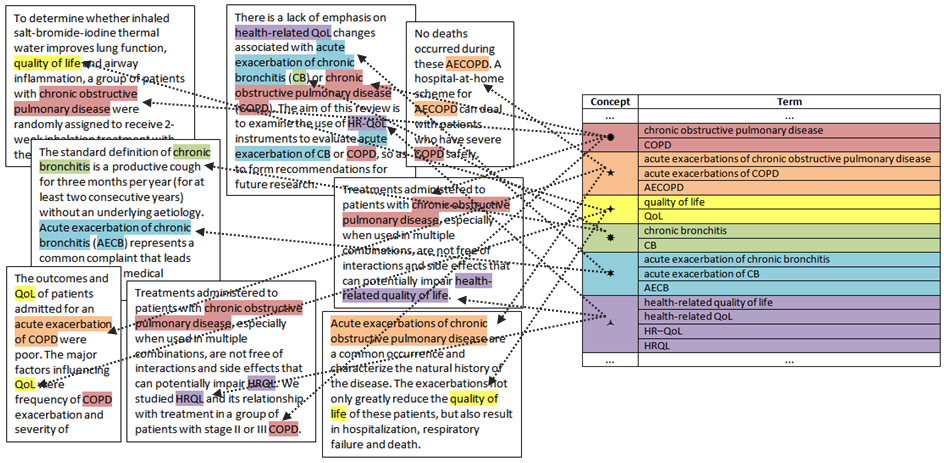 To determine whether inhaled
salt-bromide-iodine thermal
water improves lung function,
quality of life and airway
inflammation, a group of patients
with chronic obstructive
pulmonary disease were
randomly assigned to receive 2-
week inhalation treatment with
the
There is a lack of emphasis on
health-related QoL changes
associated with acute
exacerbation of chronic
bronchitis (CB) or chronic
obstructive pulmonary disease
(COPD). The aim of this review is
to examine the use of HR-QoL
instruments to evaluate acute
exacerbation of CB or COPD, so as
to form recommendations for
future research.
No deaths
occurred during
these AECOPD. A
hospital-at-home
scheme for
AECOPD can deal
with patients
who have severe
COPD safely.
The standard definition of chronic
bronchitis is a productive cough
for three months per year (for at
least two consecutive years)
without an underlying aetiology.
Acute exacerbation of chronic
bronchitis (AECB) represents a
common complaint that leads
medical
Treatments administered to
patients with chronic obstructive
pulmonary disease, especially
when used in multiple
combinations, are not free of
interactions and side effects that
can potentially impair health-
related quality of life.
The outcomes and
QoL of patients
admitted for an
acute exacerbation
of COPD were
poor. The major
factors influencing
QoL were
frequency of COPD
exacerbation and
severity of
Treatments administered to
patients with chronic obstructive
pulmonary disease, especially
when used in multiple
combinations, are not free of
interactions and side effects that
can potentially impair HRQL. We
studied HRQL and its relationship
with treatment in a group of
patients with stage II or III COPD.
Acute exacerbations of chronic
obstructive pulmonary disease are
a common occurrence and
characterize the natural history of
the disease. The exacerbations not
only greatly reduce the quality of
life of these patients, but also result
in hospitalization, respiratory
failure and death.
Concept Term
... ...
chronic obstructive pulmonary disease
COPD
acute exacerbations of chronic obstructive pulmonary disease
acute exacerbations of COPD
AECOPD
quality of life
QoL
chronic bronchitis
CB
acute exacerbation of chronic bronchitis
acute exacerbation of CB
AECB
health-related quality of life
health-related QoL
HR−QoL
HRQL
... ...